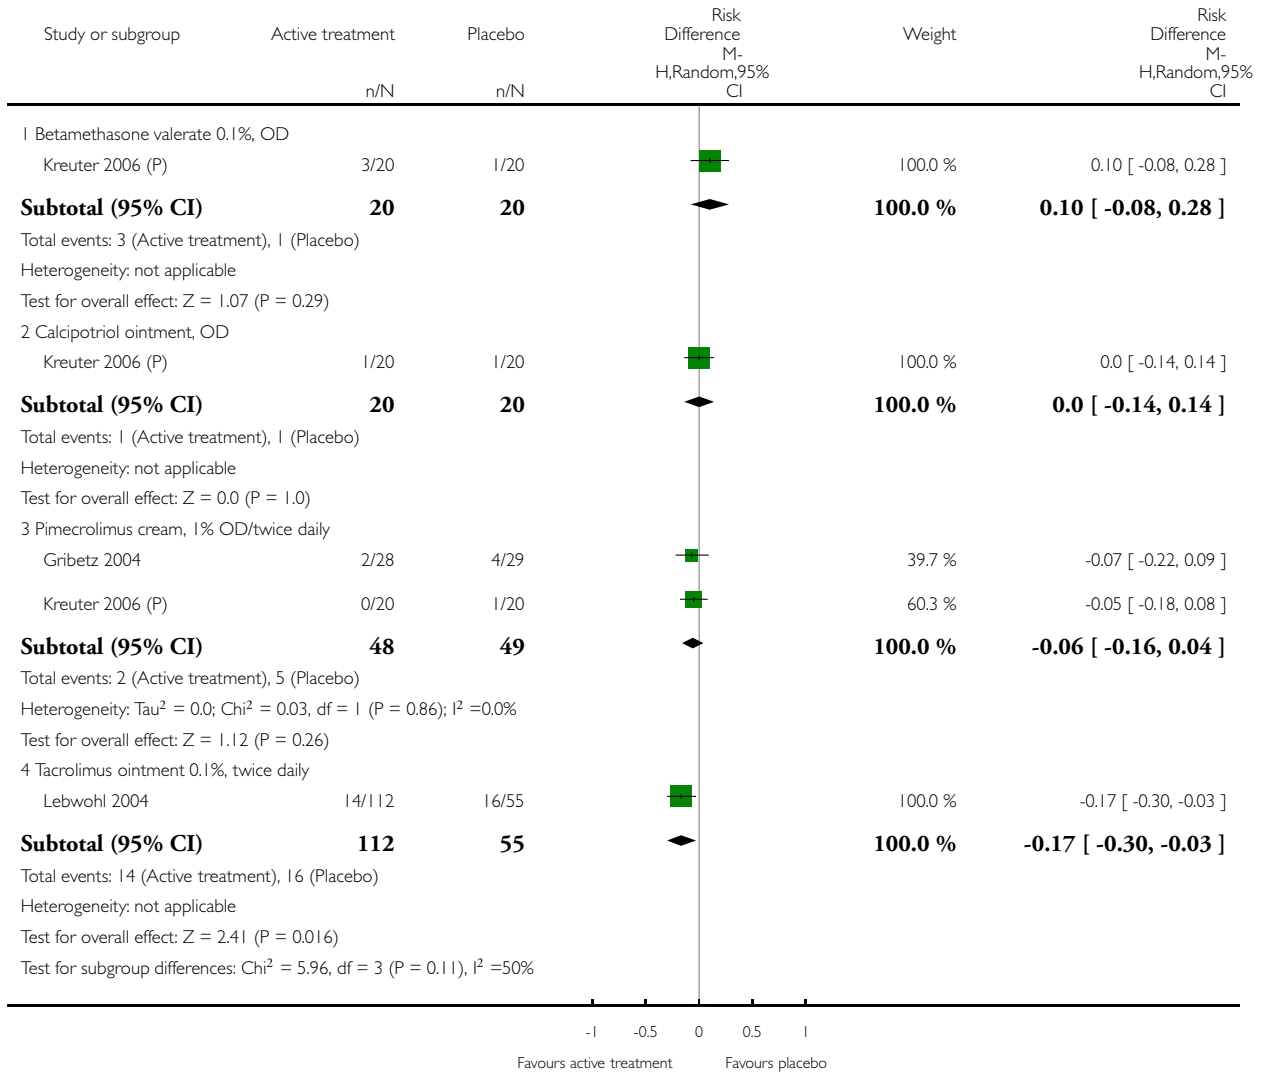 Study or subgroup Active treatment Placebo Risk Difference Weight Risk Difference
M-H,Random,95% CI M-H,Random,95% CI
n/N n/N
1 Betamethasone valerate 0.1%, OD
Kreuter 2006 (P) 3/20 1/20 100.0 % 0.10 [ -0.08, 0.28 ]
Subtotal (95% CI) 20 20 100.0 % 0.10 [ -0.08, 0.28 ]
Total events: 3 (Active treatment), 1 (Placebo)
Heterogeneity: not applicable
Test for overall effect: Z = 1.07 (P = 0.29)
2 Calcipotriol ointment, OD
Kreuter 2006 (P) 1/20 1/20 100.0 % 0.0 [ -0.14, 0.14 ]
Subtotal (95% CI) 20 20 100.0 % 0.0 [ -0.14, 0.14 ]
Total events: 1 (Active treatment), 1 (Placebo)
Heterogeneity: not applicable
Test for overall effect: Z = 0.0 (P = 1.0)
3 Pimecrolimus cream, 1% OD/twice daily
Gribetz 2004 2/28 4/29 39.7 % -0.07 [ -0.22, 0.09 ]
Kreuter 2006 (P) 0/20 1/20 60.3 % -0.05 [ -0.18, 0.08 ]
Subtotal (95% CI) 48 49 100.0 % -0.06 [ -0.16, 0.04 ]
Total events: 2 (Active treatment), 5 (Placebo)
Heterogeneity: Tau² = 0.0; Chi² = 0.03, df = 1 (P = 0.86); I² =0.0%
Test for overall effect: Z = 1.12 (P = 0.26)
4 Tacrolimus ointment 0.1%, twice daily
Lebwohl 2004 14/112 16/55 100.0 % -0.17 [ -0.30, -0.03 ]
Subtotal (95% CI) 112 55 100.0 % -0.17 [ -0.30, -0.03 ]
Total events: 14 (Active treatment), 16 (Placebo)
Heterogeneity: not applicable
Test for overall effect: Z = 2.41 (P = 0.016)
Test for subgroup differences: Chi² = 5.96, df = 3 (P = 0.11), I² =50%
-1 -0.5 0 0.5 1
Favours active treatment Favours placebo